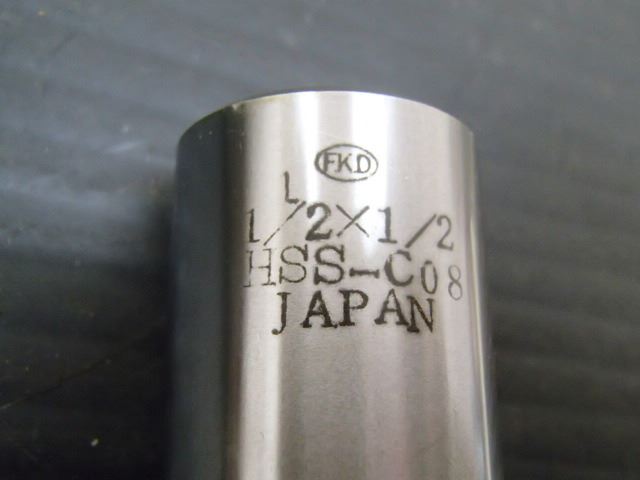 FKD
L
1/2×1/2
HSS-C08
JAPAN